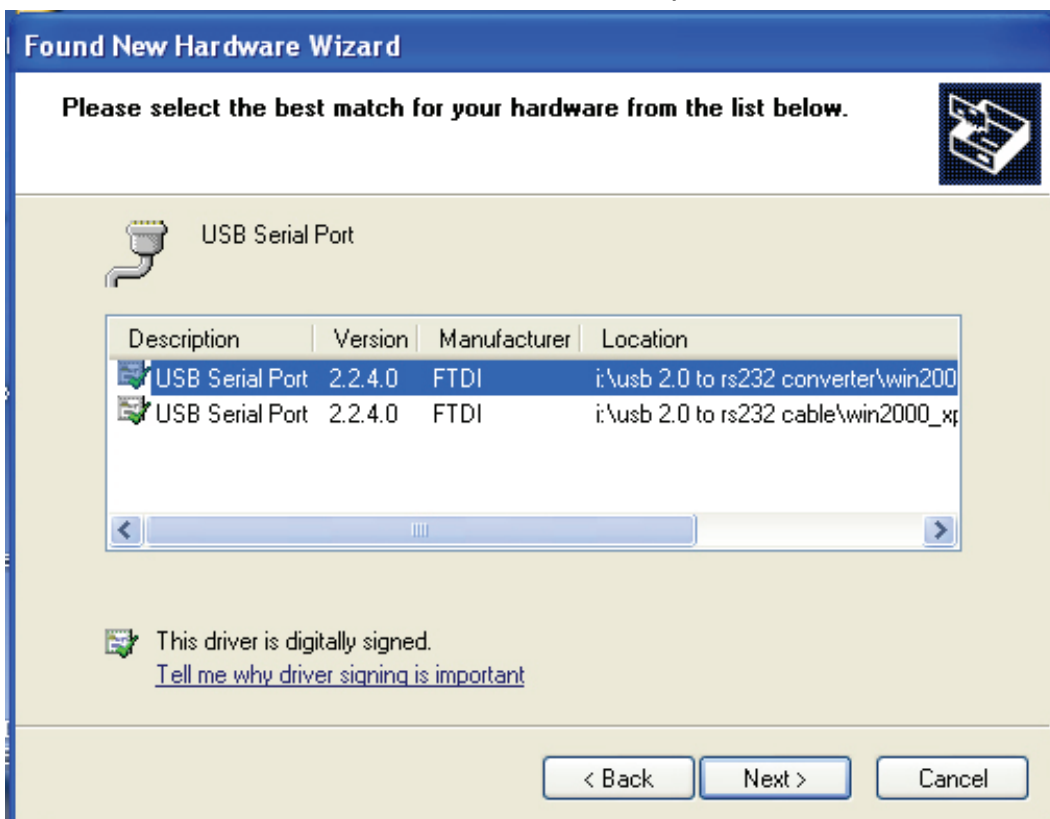 Found New Hardware Wizard
Please select the best match for your hardware from the list below.
USB Serial Port
Description Version Manufacturer Location
USB Serial Port 2.2.4.0 FTDI i:\usb 2.0 to rs232 converter\win200
USB Serial Port 2.2.4.0 FTDI i:\usb 2.0 to rs232 cable\win2000_xp
This driver is digitally signed.
Tell me why driver signing is important
< Back Next > Cancel